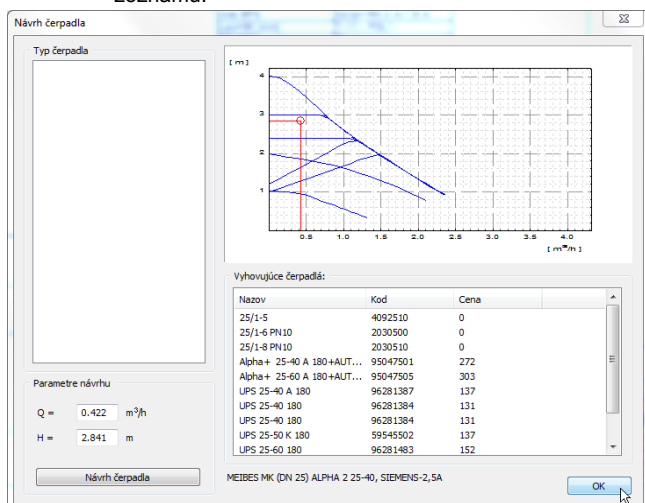 zoznamu.
Návrh čerpadla
Typ čerpadla
[ m ]
4
3
2
1
0.5 1.0 1.5 2.0 2.5 3.0 3.5 4.0
[ m³/h ]
Vyhovujúce čerpadlá:
Nazov Kod Cena
25/1-5 4092510 0
25/1-6 PN10 2030500 0
25/1-8 PN10 2030510 0
Alpha+ 25-40 A 180+AUT... 95047501 272
Alpha+ 25-60 A 180+AUT... 95047505 303
UPS 25-40 A 180 96281387 137
UPS 25-40 180 96281384 131
UPS 25-40 180 96281384 131
UPS 25-50 K 180 59545502 137
UPS 25-60 180 96281483 152
Parametre návrhu
Q = 0.422 m³/h
H = 2.841 m
Návrh čerpadla
MEIBES MK (DN 25) ALPHA 2 25-40, SIEMENS-2,5A
OK